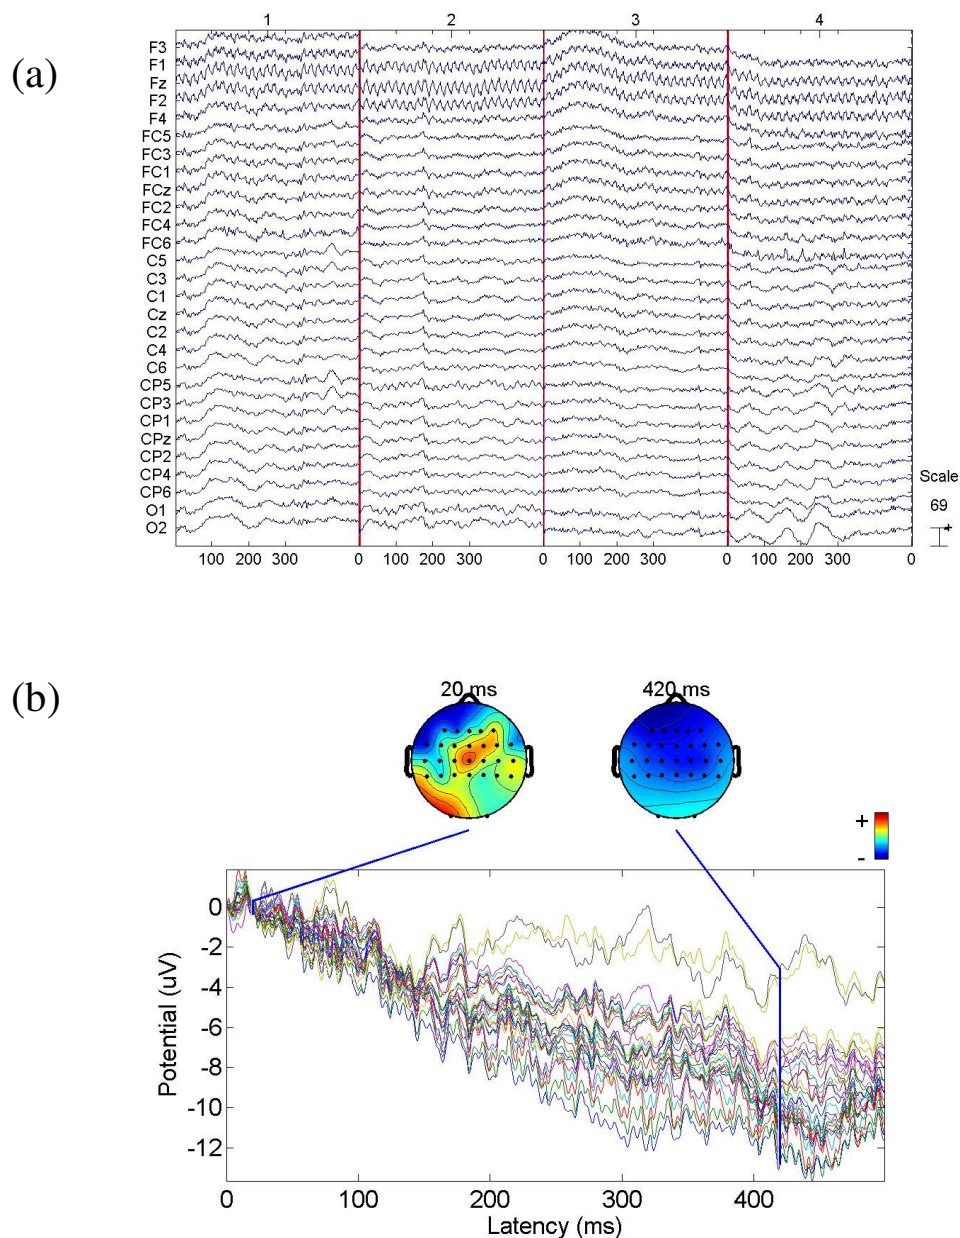 1 2 3 4
(a)
F3
F1
Fz
F2
F4
FC5
FC3
FC1
FCz
FC2
FC4
FC6
C5
C3
C1
Cz
C2
C4
C6
CP5
CP3
CP1
CPz
CP2
CP4
CP6
O1
O2
Scale
69
+
100 200 300 0 100 200 300 0 100 200 300 0 100 200 300 0
(b)
20 ms 420 ms
+
-
0
-2
-4
-6
-8
-10
-12
Potential (uV)
0 100 200 300 400
Latency (ms)